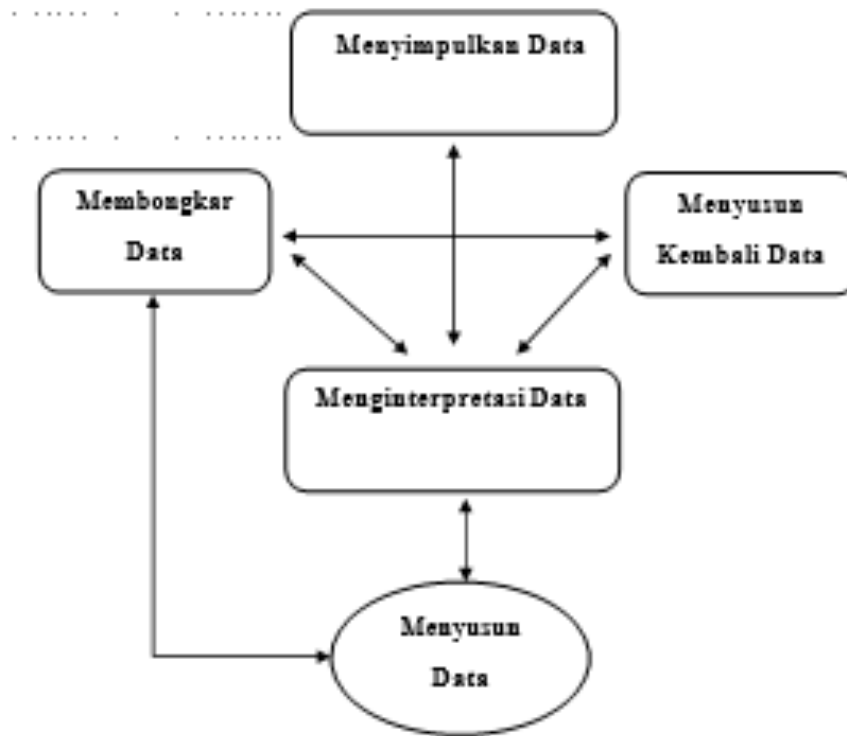 Menyimpulkan Data
Membongkar
Data
Menyusun
Kembali Data
Menginterpretasi Data
Menyusun
Data